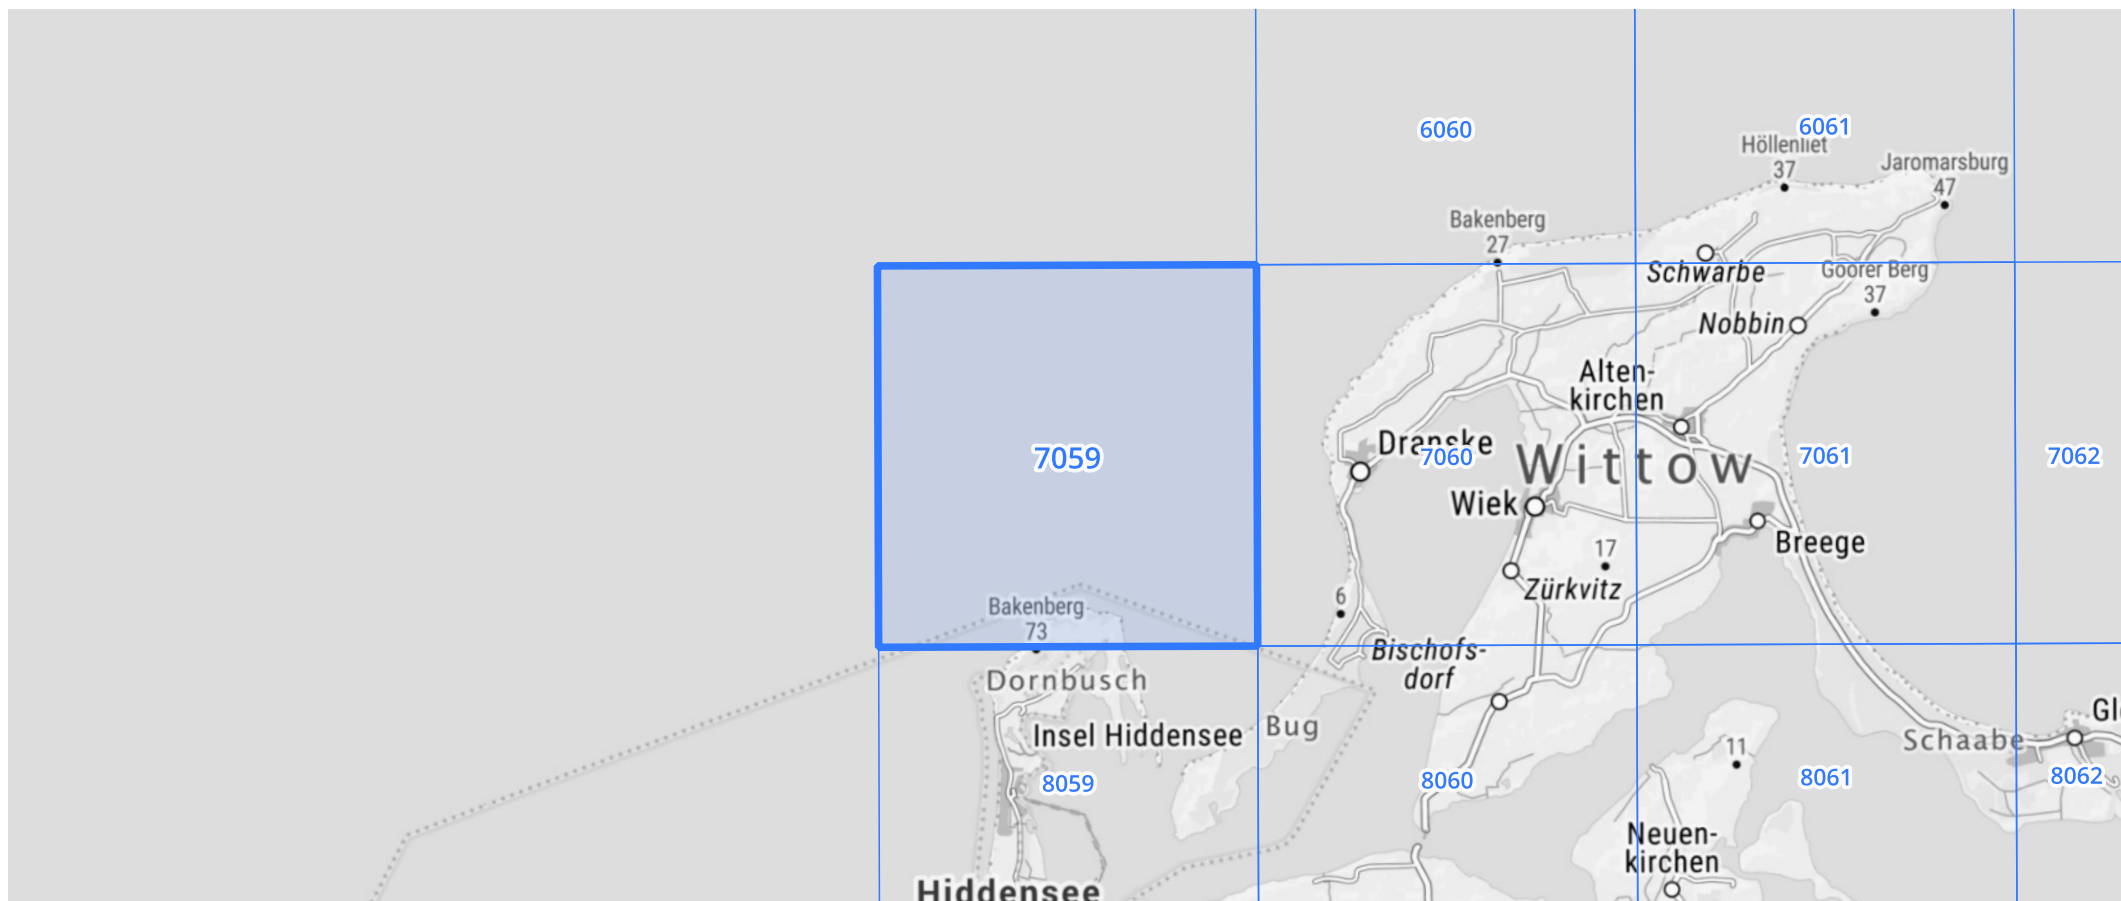 6060
6061
Höllenliet
37
Jaromarsburg
47
Bakenberg
27
Schwarbe
Goorer Berg
37
Nobbin
Alten-
kirchen
Dranske
7059
7060
Wittow
7061
7062
Wiek
Breege
17
Zürkvitz
Bakenberg
73
6
Bischofs-
dorf
Dornbusch
Insel Hiddensee
Bug
Schaabe
11
8059
8060
8061
8062
Neuen-
kirchen
Hiddensee